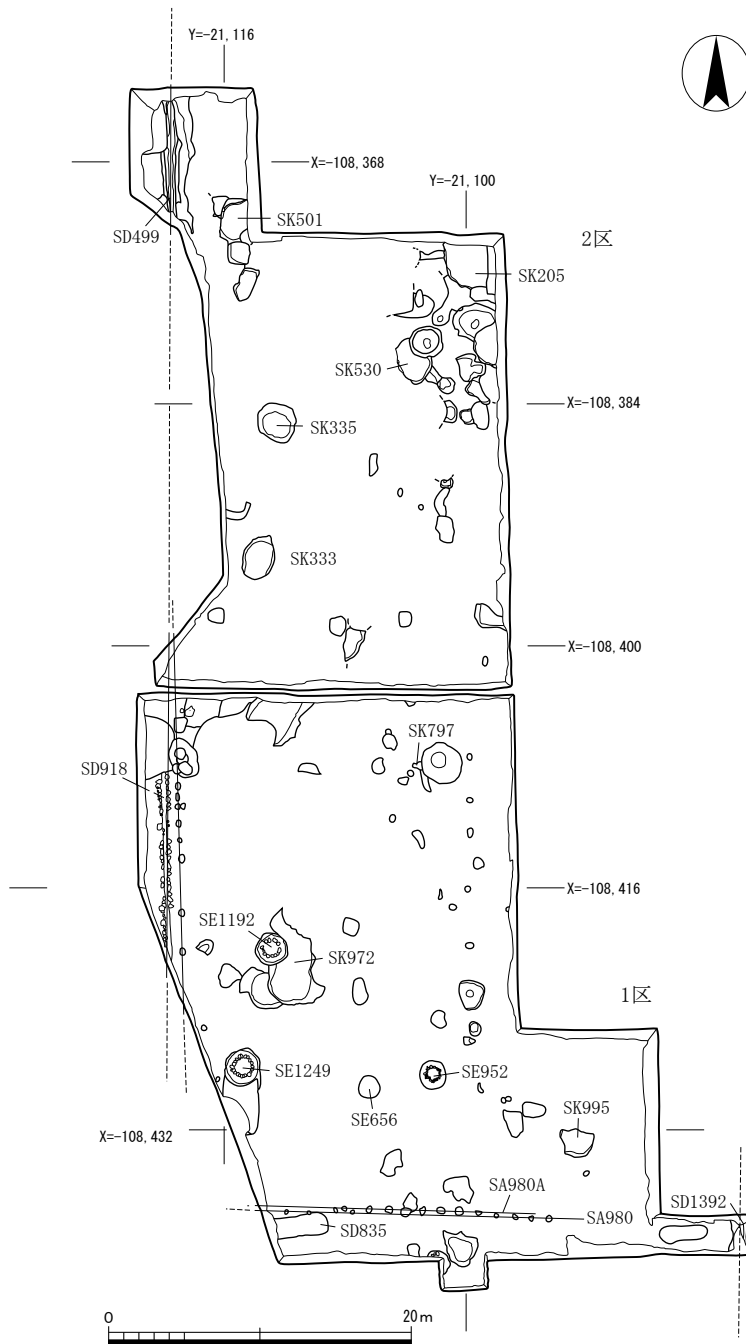 Y=-21, 116
X=-108, 368
Y=-21, 100
SK501
2区
SD499
SK205
SK530
X=-108, 384
SK335
SK333
X=-108, 400
SK797
SD918
X=-108, 416
SE1192
SK972
1区
SE1249
SE952
SE656
SK995
X=-108, 432
SA980A
SD1392
SA980
SD835
0
20m